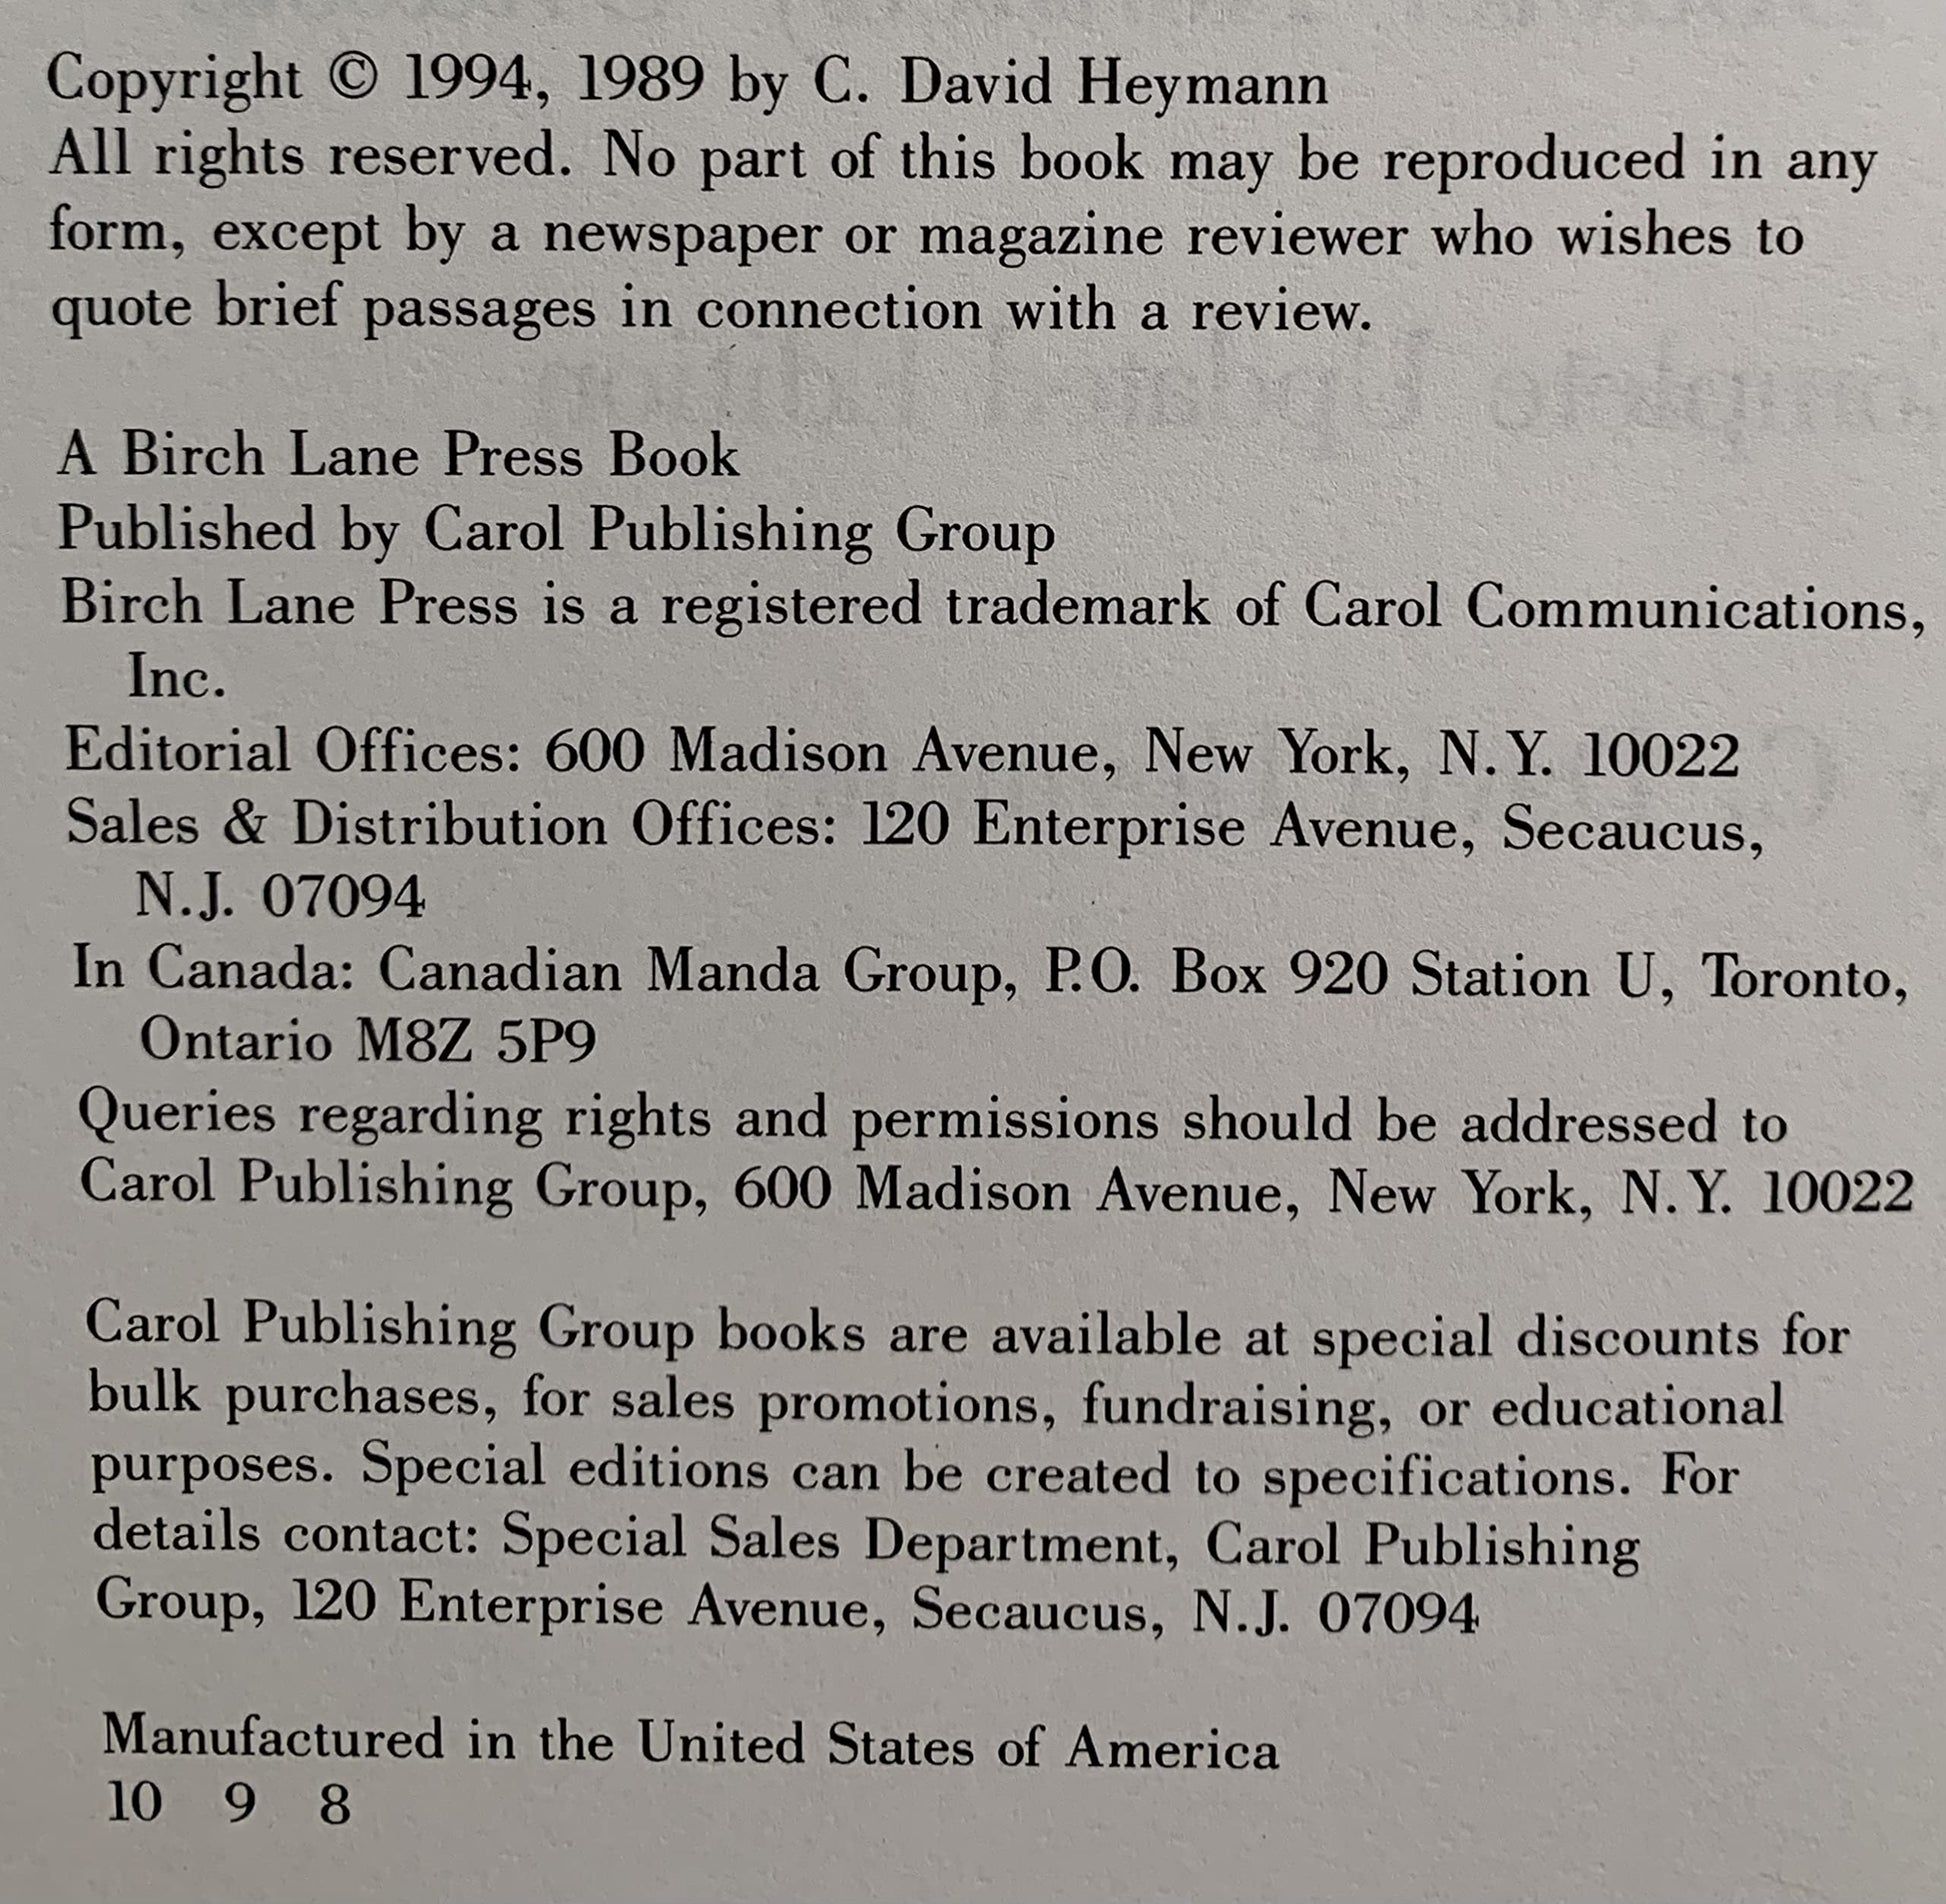 Copyright © 1994, 1989 by C. David Heymann
All rights reserved. No part of this book may be reproduced in any
form, except by a newspaper or magazine reviewer who wishes to
quote brief passages in connection with a review.
A Birch Lane Press Book
Published by Carol Publishing Group
Birch Lane Press is a registered trademark of Carol Communications,
Inc.
Editorial Offices: 600 Madison Avenue, New York, N.Y. 10022
Sales & Distribution Offices: 120 Enterprise Avenue, Secaucus,
N.J. 07094
In Canada: Canadian Manda Group, P.O. Box 920 Station U, Toronto,
Ontario M8Z 5P9
Queries regarding rights and permissions should be addressed to
Carol Publishing Group, 600 Madison Avenue, New York, N.Y. 10022
Carol Publishing Group books are available at special discounts for
bulk purchases, for sales promotions, fundraising, or educational
purposes. Special editions can be created to specifications. For
details contact: Special Sales Department, Carol Publishing
Group, 120 Enterprise Avenue, Secaucus, N.J. 07094
Manufactured in the United States of America
10 9 8